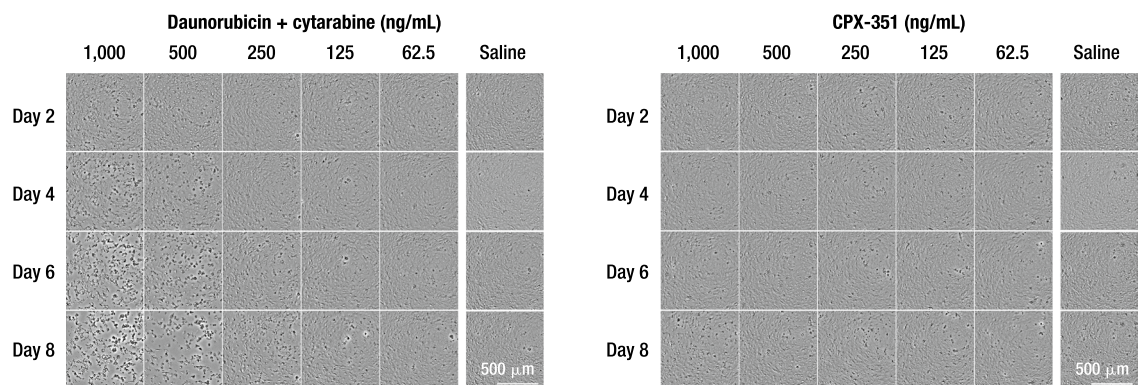 Daunorubicin + cytarabine (ng/mL)
1,000 500 250 125 62.5 Saline
Day 2
Day 4
Day 6
Day 8
500 μm
CPX-351 (ng/mL)
1,000 500 250 125 62.5 Saline
Day 2
Day 4
Day 6
Day 8
500 μm